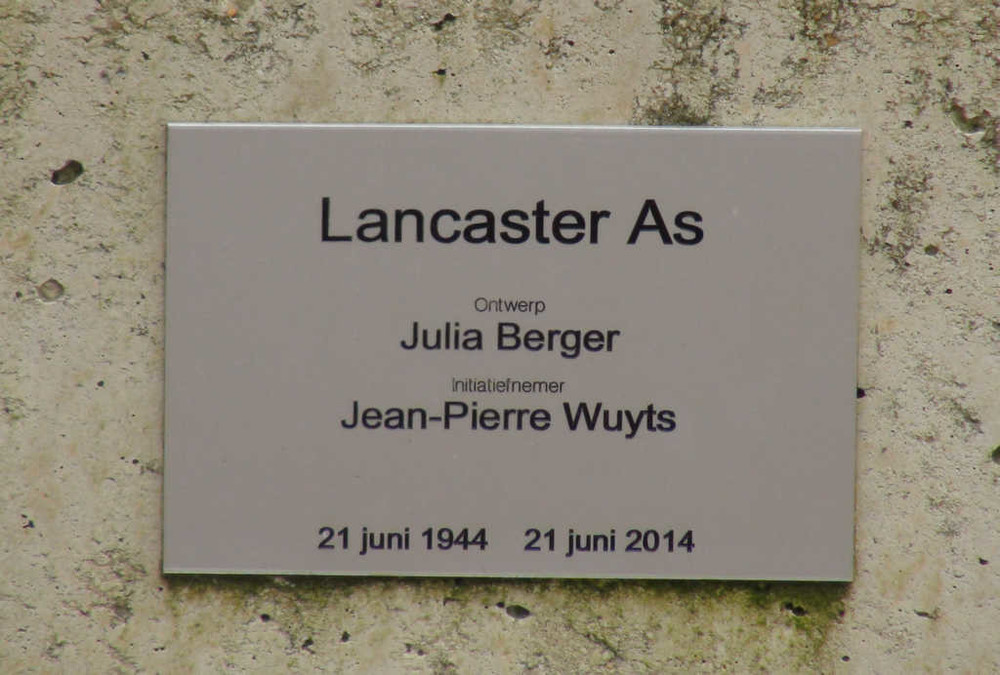 Lancaster As
Ontwerp
Julia Berger
Initiatiefnemer
Jean-Pierre Wuyts
21 juni 1944 21 juni 2014